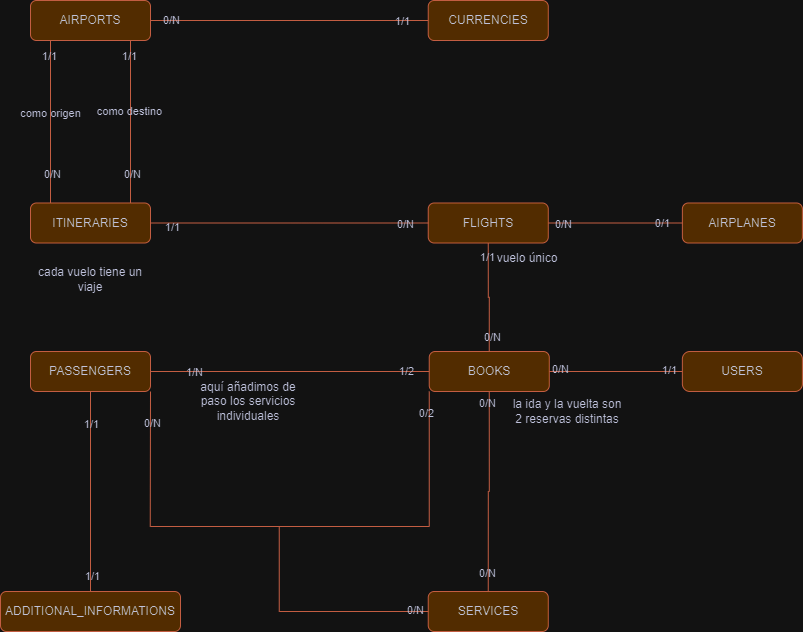 AIRPORTS
0/N
1/1
CURRENCIES
1/1
1/1
como origen
como destino
0/N
0/N
ITINERARIES
1/1
0/N
FLIGHTS
0/N
0/1
AIRPLANES
cada vuelo tiene un
viaje
1/1
vuelo único
0/N
PASSENGERS
1/N
1/2
BOOKS
0/N
1/1
USERS
aquí añadimos de
paso los servicios
individuales
la ida y la vuelta son
2 reservas distintas
1/1
0/N
0/2
0/N
1/1
0/N
ADDITIONAL_INFORMATIONS
0/N
SERVICES